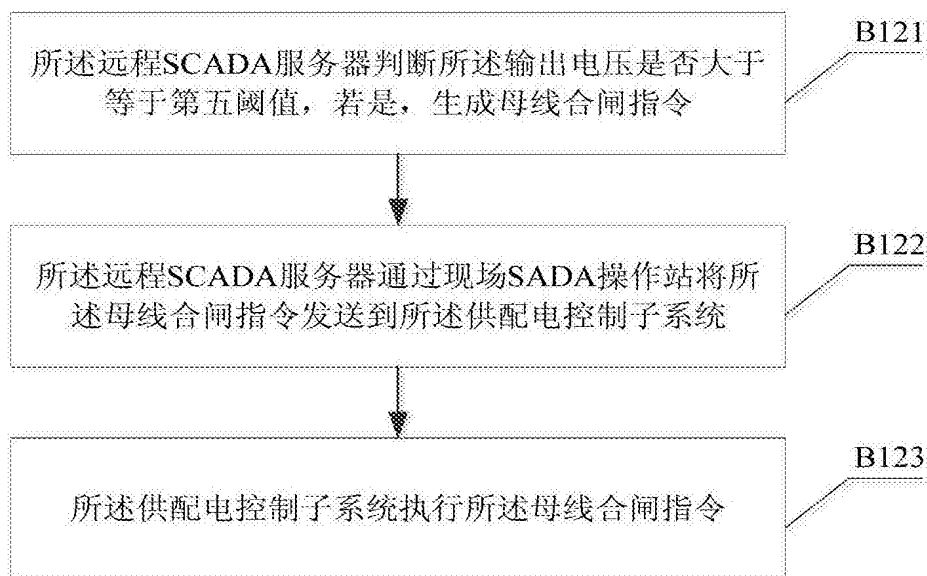 所述远程SCADA服务器判断所述输出电压是否大于
等于第五阈值，若是，生成母线合闸指令
B121
所述远程SCADA服务器通过现场SADA操作站将所
述母线合闸指令发送到所述供配电控制子系统
B122
所述供配电控制子系统执行所述母线合闸指令
B123